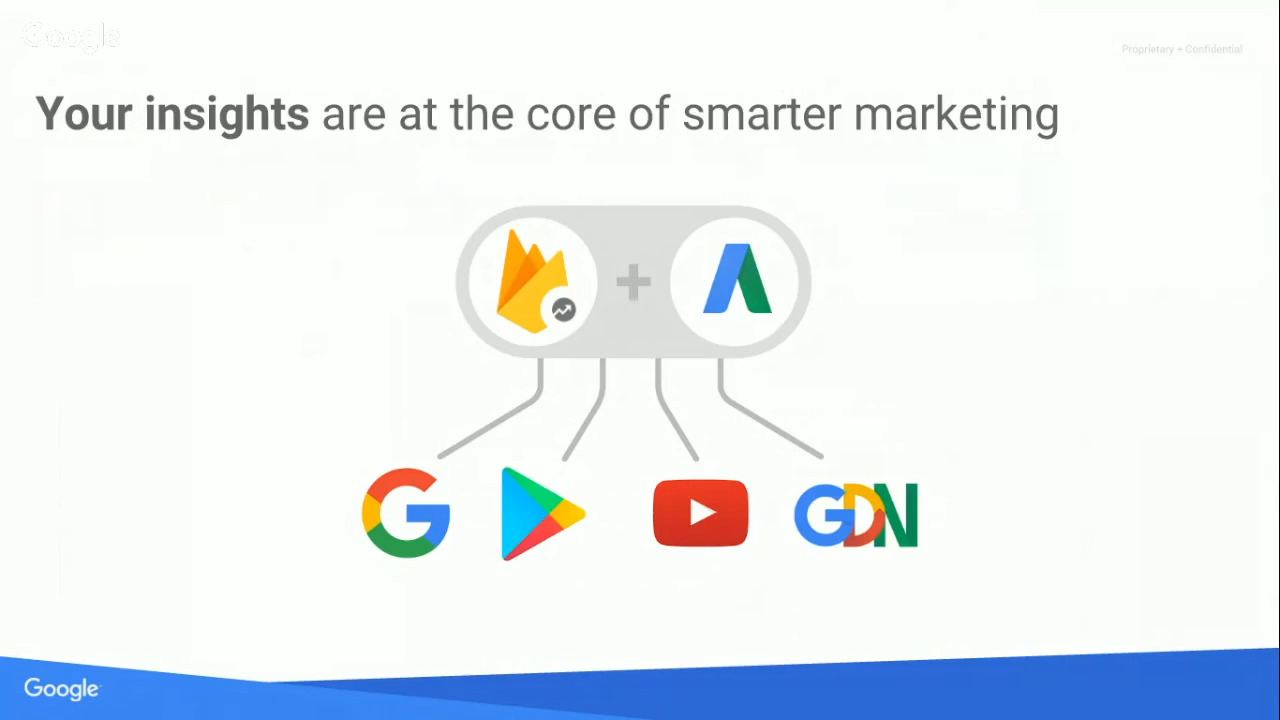 Google
Proprietary + Confidential
Your insights are at the core of smarter marketing
G
GDN
Google